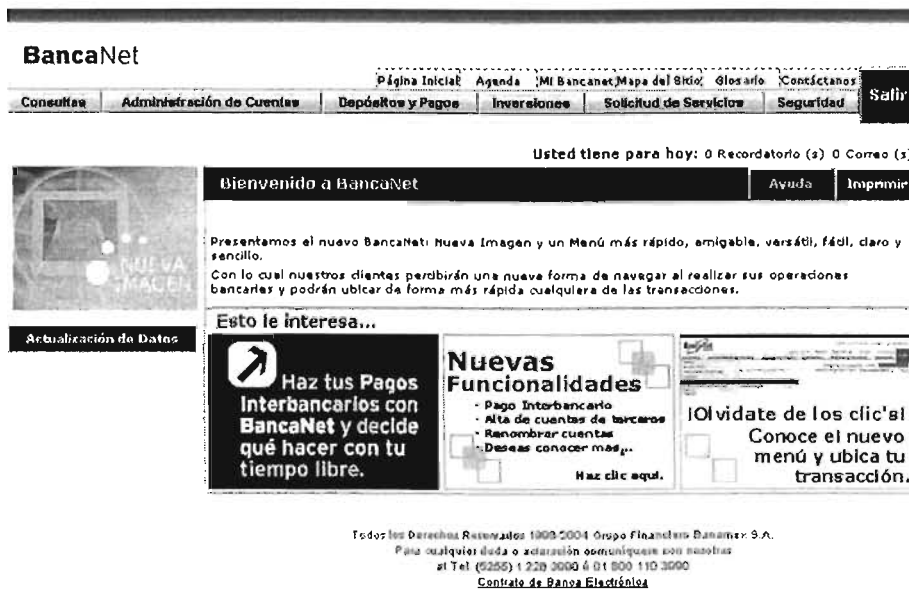 BancaNet
Página Inicial Agenda Mi Bancanet Mapa del Sitio Glosario Contáctanos
Consultas Administración de Cuentas Depósitos y Pagos Inversiones Solicitud de Servicios Seguridad Salir
Usted tiene para hoy: 0 Recordatorio (s) 0 Correo (s)
Bienvenido a BancaNet Ayuda Imprimir
NUEVA
IMAGEN
Actualización de Datos
Presentamos el nuevo BancaNet: Nueva Imagen y un Menú más rápido, amigable, versátil, fácil, claro y
sencillo.
Con lo cual nuestros clientes percibirán una nueva forma de navegar al realizar sus operaciones
bancarias y podrán ubicar de forma más rápida cualquiera de las transacciones.
Esto le interesa...
Haz tus Pagos
Interbancarios con
BancaNet y decide
qué hacer con tu
tiempo libre.
Nuevas
Funcionalidades
- Pago Interbancario
- Alta de cuentas de terceros
- Renombrar cuentas
- Deseas conocer mas...
Haz clic aqui.
¡Olvidate de los clic's!
Conoce el nuevo
menú y ubica tu
transacción.
Todos los Derechos Reservados 1998-2004 Grupo Financiero Banamex S.A.
Para cualquier duda o aclaración comuníquese con nosotros
al Tel (5255) 1 226 3990 ó 01 800 110 3990
Contrato de Banca Electrónica